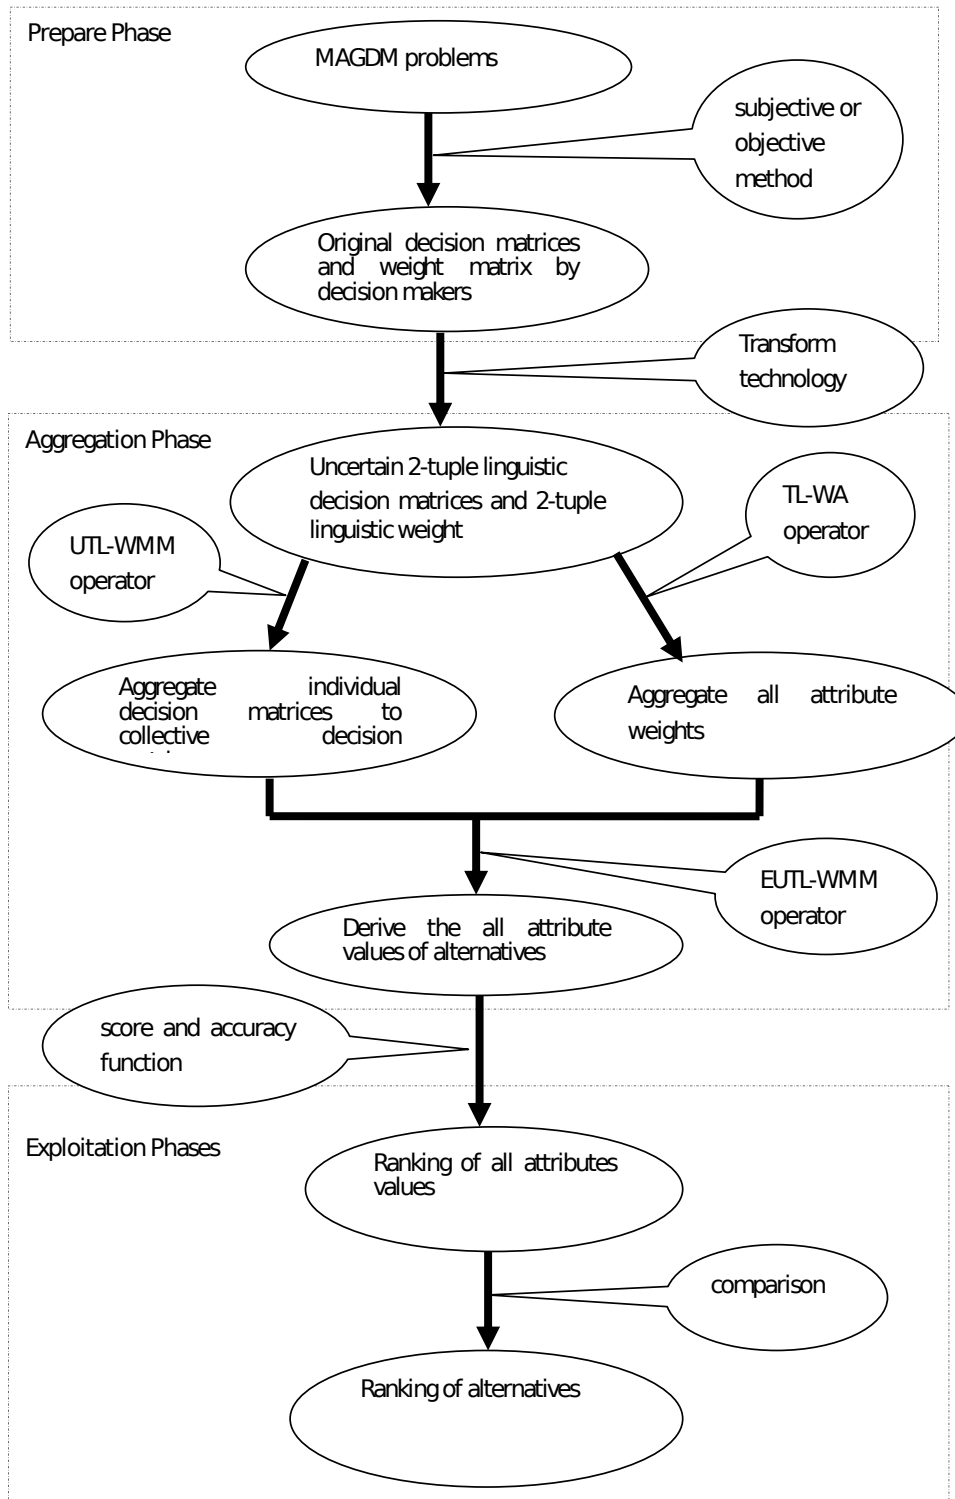 Prepare Phase
MAGDM problems
subjective or
objective
method
Original decision matrices
and weight matrix by
decision makers
Transform
technology
Aggregation Phase
Uncertain 2-tuple linguistic
decision matrices and 2-tuple
linguistic weight
TL-WA
operator
UTL-WMM
operator
Aggregate individual
decision matrices to
collective decision
Aggregate all attribute
weights
EUTL-WMM
operator
Derive the all attribute
values of alternatives
score and accuracy
function
Exploitation Phases
Ranking of all attributes
values
comparison
Ranking of alternatives